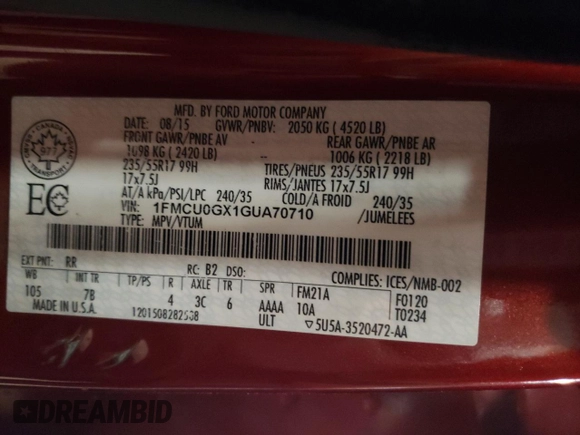 MFD. BY FORD MOTOR COMPANY
DATE: 08/15 GVWR/PNBV: 2050 KG ( 4520 LB)
FRONT GAWR/PNBE AV REAR GAWR/PNBE AR
1098 KG ( 2420 LB) -- 1006 KG ( 2218 LB)
235/55R17 99H TIRES/PNEUS 235/55R17 99H
17x7.5J RIMS/JANTES 17x7.5J
AT/A kPa/PSI/LPC 240/35 COLD/A FROID 240/35
VIN: 1FMCU0GX1GUA70710 /JUMELEES
TYPE: MPV/VTUM
CANADA
977
TRANSPORT
EC
EXT PNT: RR RC: B2 DSO: COMPLIES: ICES/NMB-002
WB INT TR TP/PS R AXLE TR SPR FM21A F0120
105 7B 4 3C 6 AAAA 10A T0234
MADE IN U.S.A. ULT ▽5U5A-3520472-AA
DREAMBID